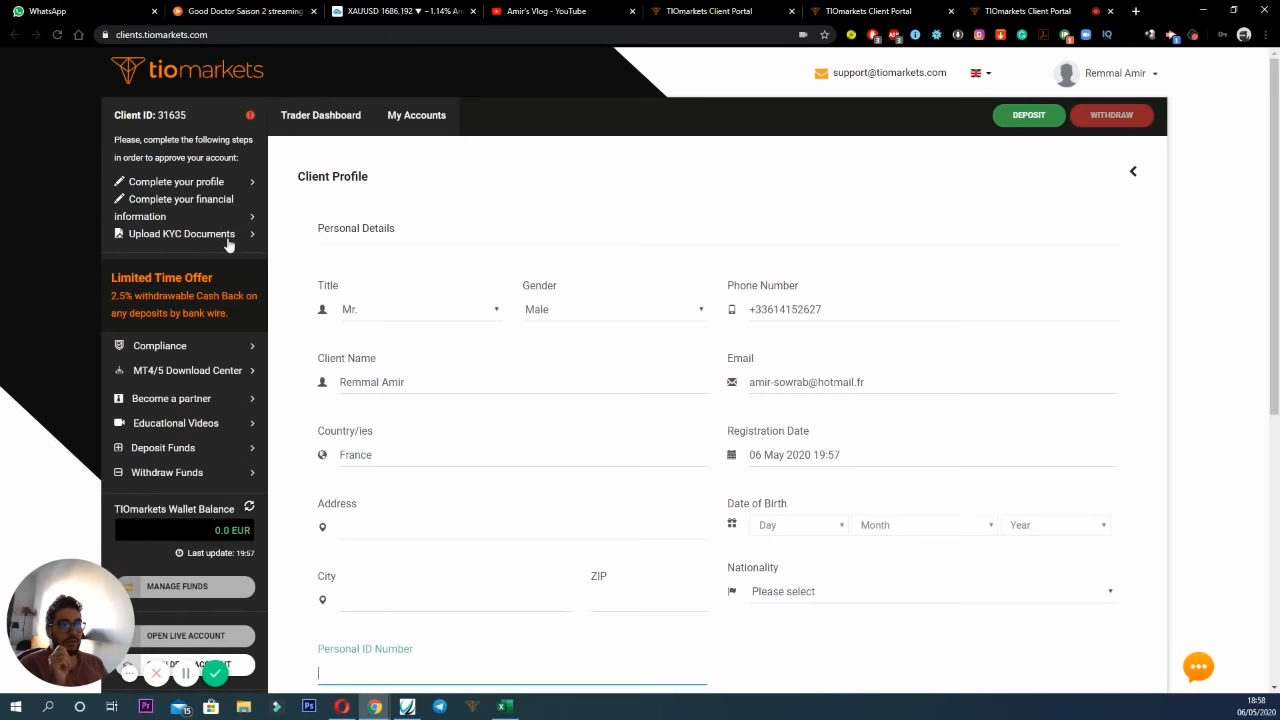 WhatsApp
Good Doctor Saison 2 streaming
XAUUSD 1686.192 ▼ −1.14% An
Amir's Vlog - YouTube
TIOmarkets Client Portal
TIOmarkets Client Portal
TIOmarkets Client Portal
clients.tiomarkets.com
tiomarkets
support@tiomarkets.com
Remmal Amir
Client ID: 31635
Trader Dashboard
My Accounts
DEPOSIT
WITHDRAW
Please, complete the following steps
in order to approve your account:
Complete your profile
Complete your financial
information
Upload KYC Documents
Limited Time Offer
2.5% withdrawable Cash Back on
any deposits by bank wire.
Compliance
MT4/5 Download Center
Become a partner
Educational Videos
Deposit Funds
Withdraw Funds
TIOmarkets Wallet Balance
0.0 EUR
Last update: 19:57
MANAGE FUNDS
OPEN LIVE ACCOUNT
Client Profile
Personal Details
Title
Gender
Phone Number
Mr.
Male
+33614152627
Client Name
Email
Remmal Amir
amir-sowrab@hotmail.fr
Country/ies
Registration Date
France
06 May 2020 19:57
Address
Date of Birth
Day
Month
Year
City
ZIP
Nationality
Please select
Personal ID Number
18:58
06/05/2020